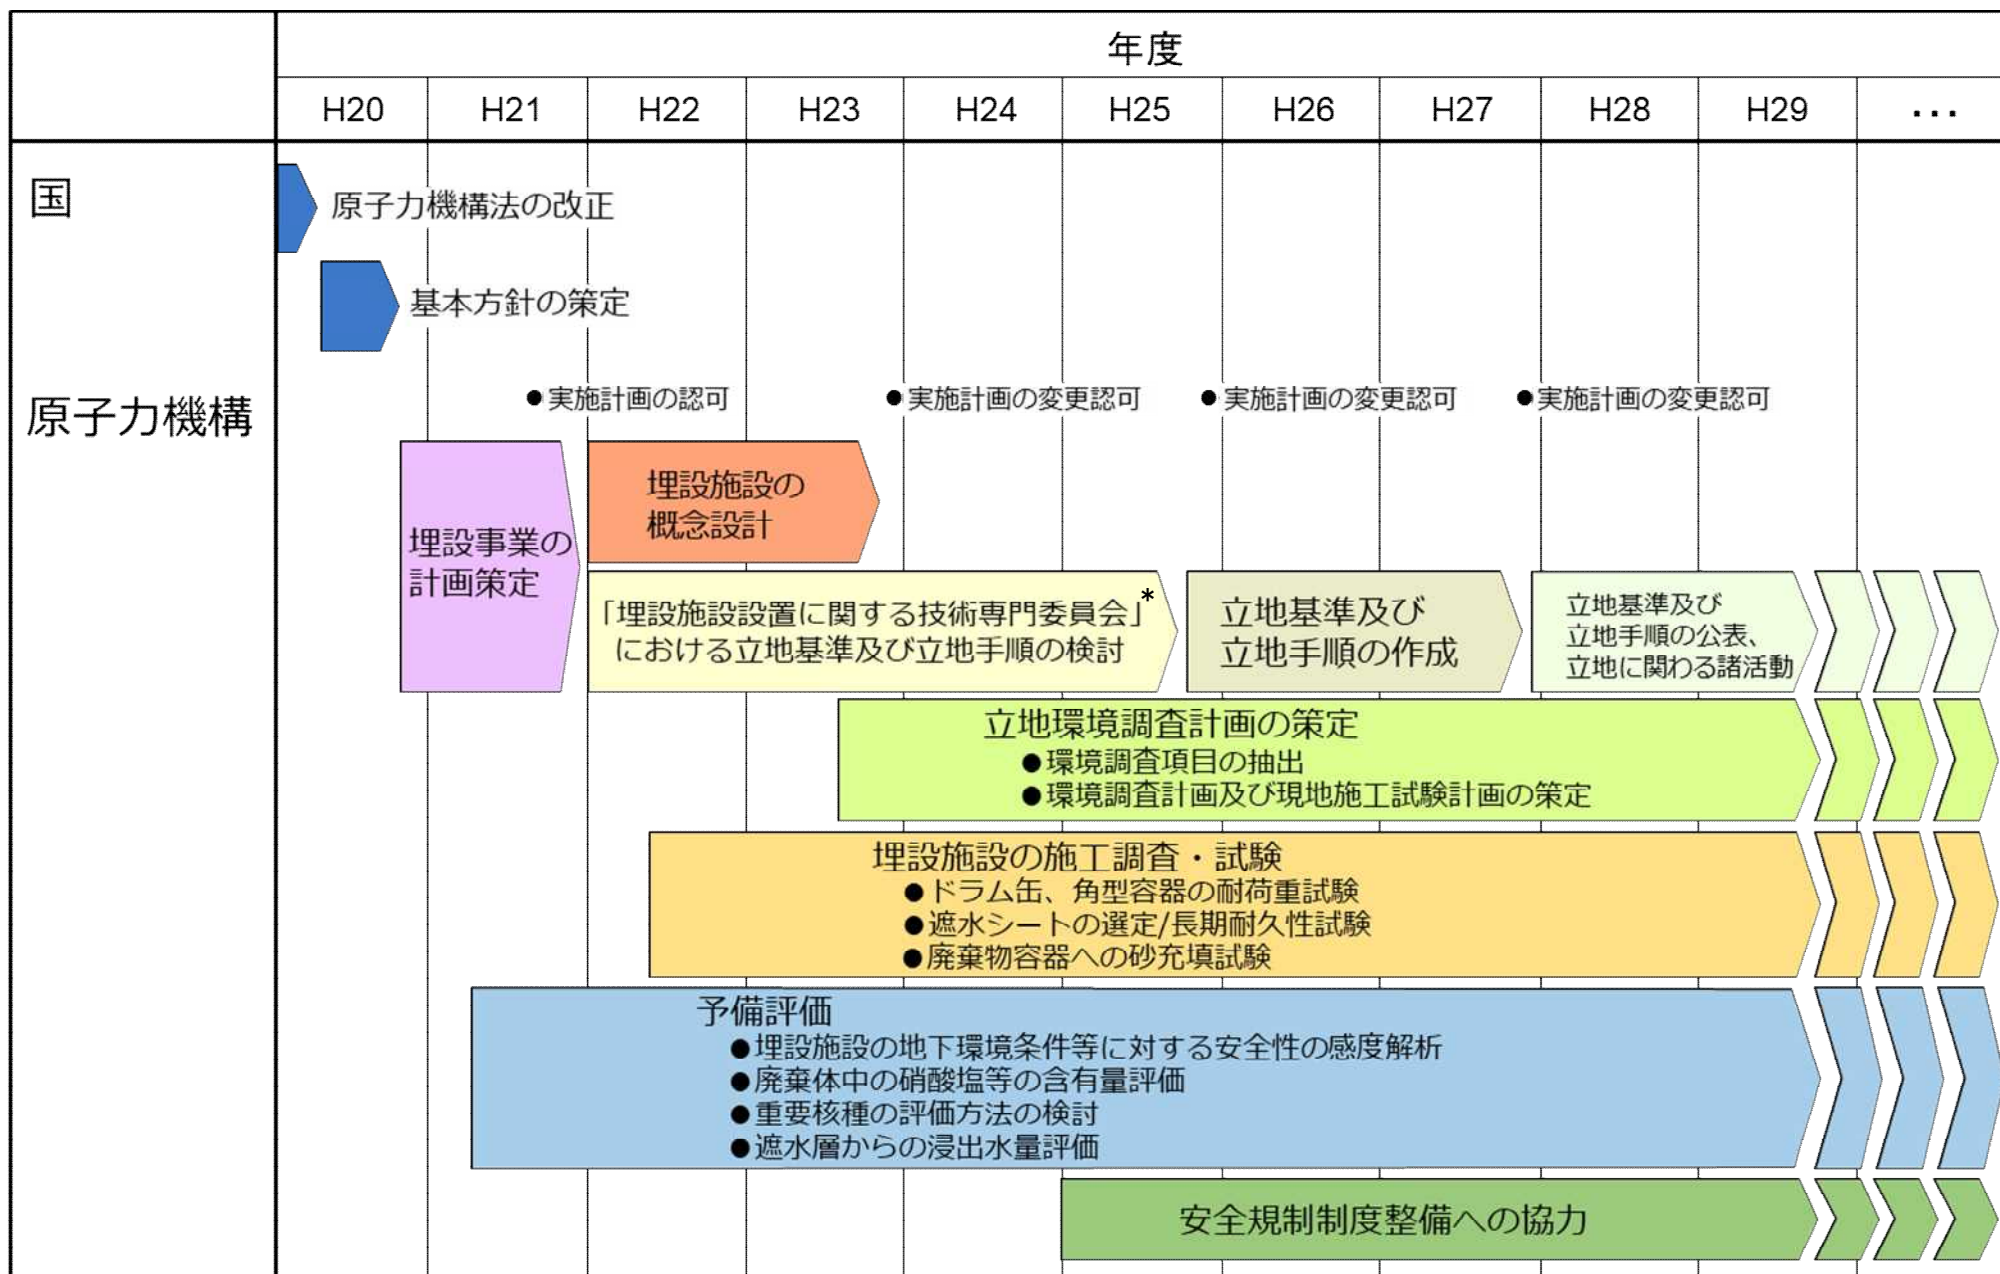 年度
H20 H21 H22 H23 H24 H25 H26 H27 H28 H29 ・・・
国
原子力機構法の改正
基本方針の策定
原子力機構
●実施計画の認可 ●実施計画の変更認可 ●実施計画の変更認可 ●実施計画の変更認可
埋設事業の
計画策定
埋設施設の
概念設計
「埋設施設設置に関する技術専門委員会」*
における立地基準及び立地手順の検討
立地基準及び
立地手順の作成
立地基準及び
立地手順の公表、
立地に関わる諸活動
立地環境調査計画の策定
●環境調査項目の抽出
●環境調査計画及び現地施工試験計画の策定
埋設施設の施工調査・試験
●ドラム缶、角型容器の耐荷重試験
●遮水シートの選定/長期耐久性試験
●廃棄物容器への砂充填試験
予備評価
●埋設施設の地下環境条件等に対する安全性の感度解析
●廃棄体中の硝酸塩等の含有量評価
●重要核種の評価方法の検討
●遮水層からの浸出水量評価
安全規制制度整備への協力